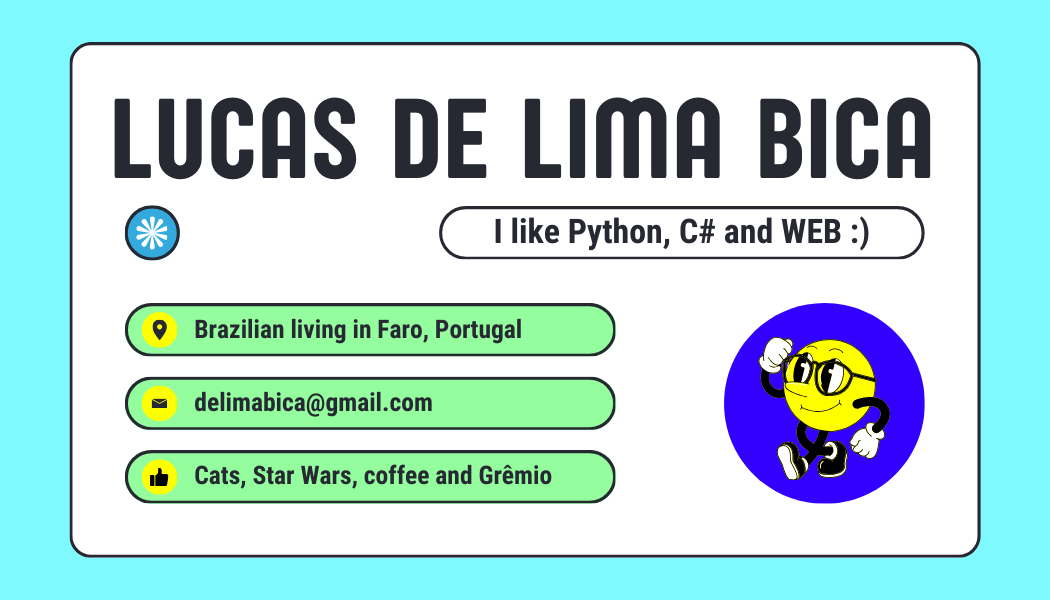 LUCAS DE LIMA BICA
I like Python, C# and WEB :)
Brazilian living in Faro, Portugal
delimabica@gmail.com
Cats, Star Wars, coffee and Grêmio